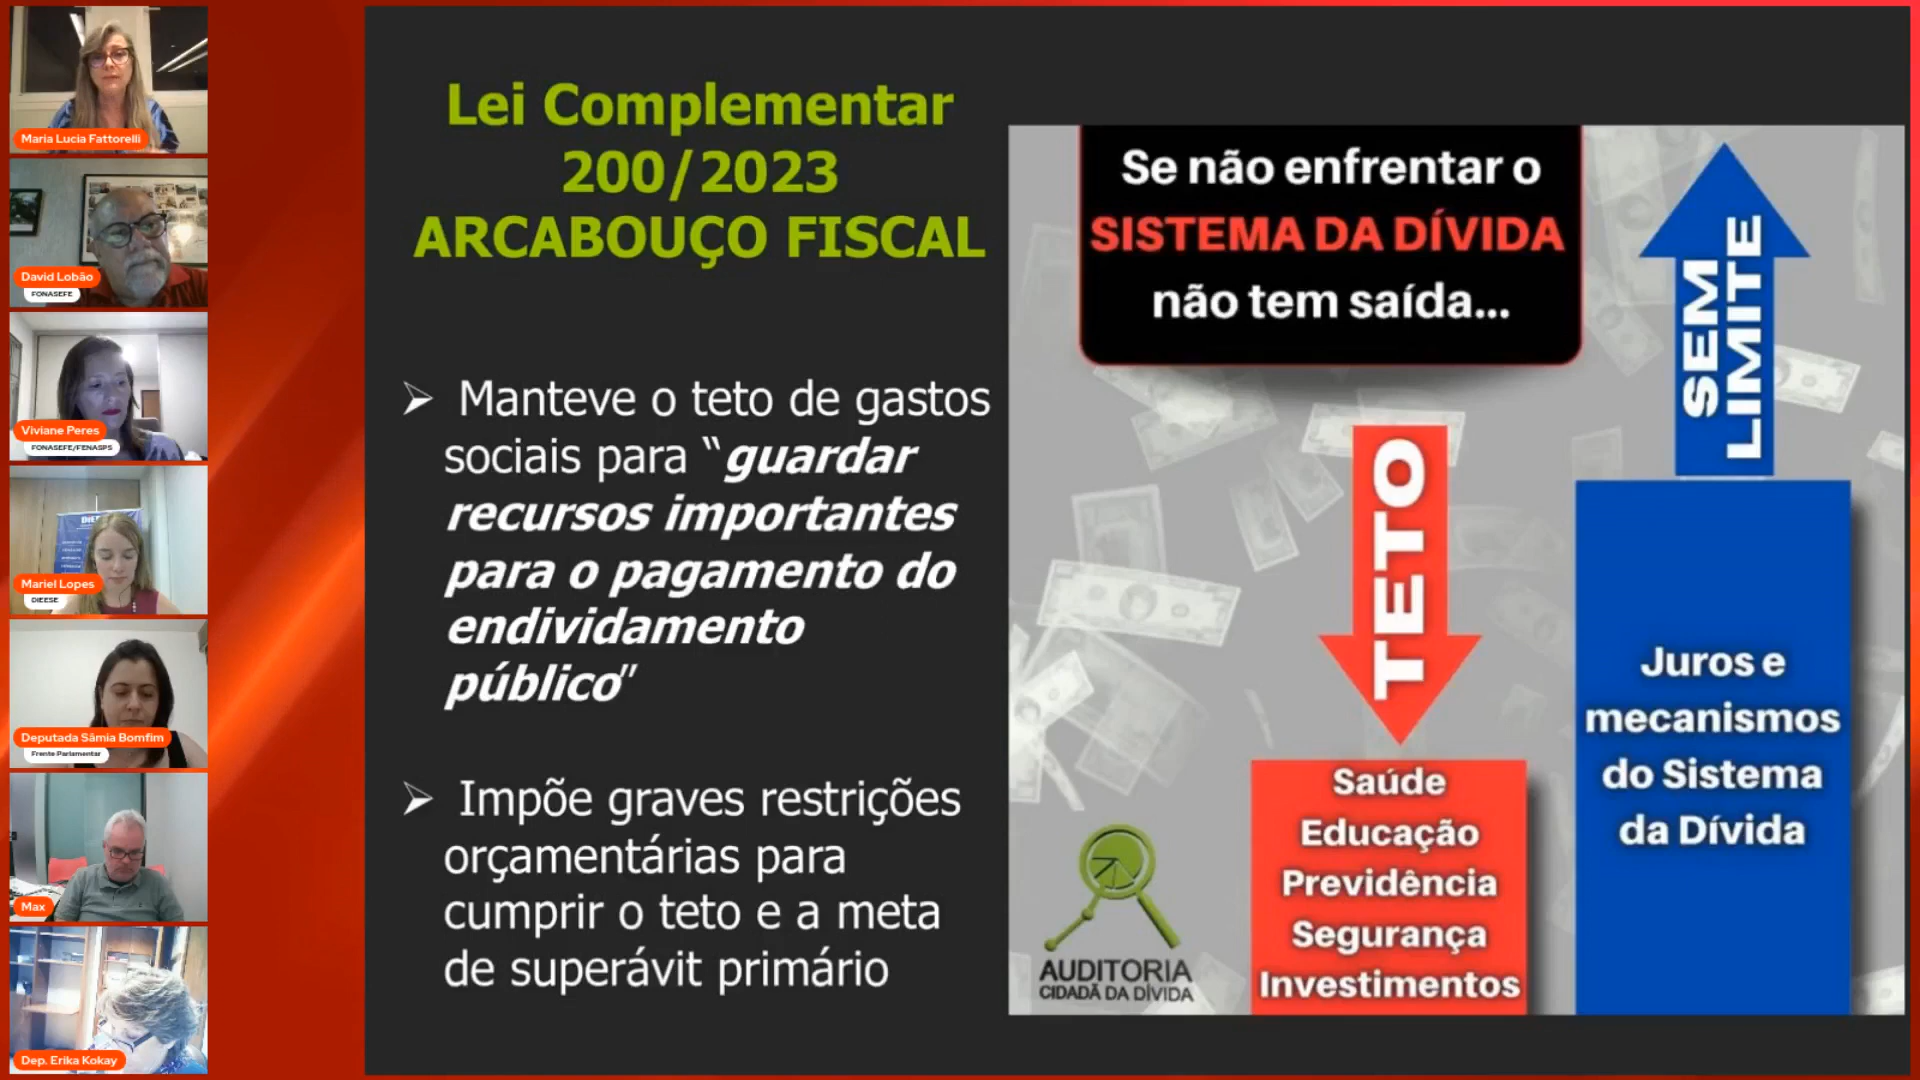 Maria Lucia Fattorelli
David Lobão
FONASEFE
Viviane Peres
FONASEFE/FENASPS
DIEESE
Mariel Lopes
DIEESE
Deputada Sâmia Bomfim
Frente Parlamentar
Max
Dep. Erika Kokay
Lei Complementar
200/2023
ARCABOUÇO FISCAL
➢ Manteve o teto de gastos
sociais para “guardar
recursos importantes
para o pagamento do
endividamento
público”
➢ Impõe graves restrições
orçamentárias para
cumprir o teto e a meta
de superávit primário
Se não enfrentar o
SISTEMA DA DÍVIDA
não tem saída...
TETO
Saúde
Educação
Previdência
Segurança
Investimentos
SEM
LIMITE
Juros e
mecanismos
do Sistema
da Dívida
AUDITORIA
CIDADÃ DA DÍVIDA